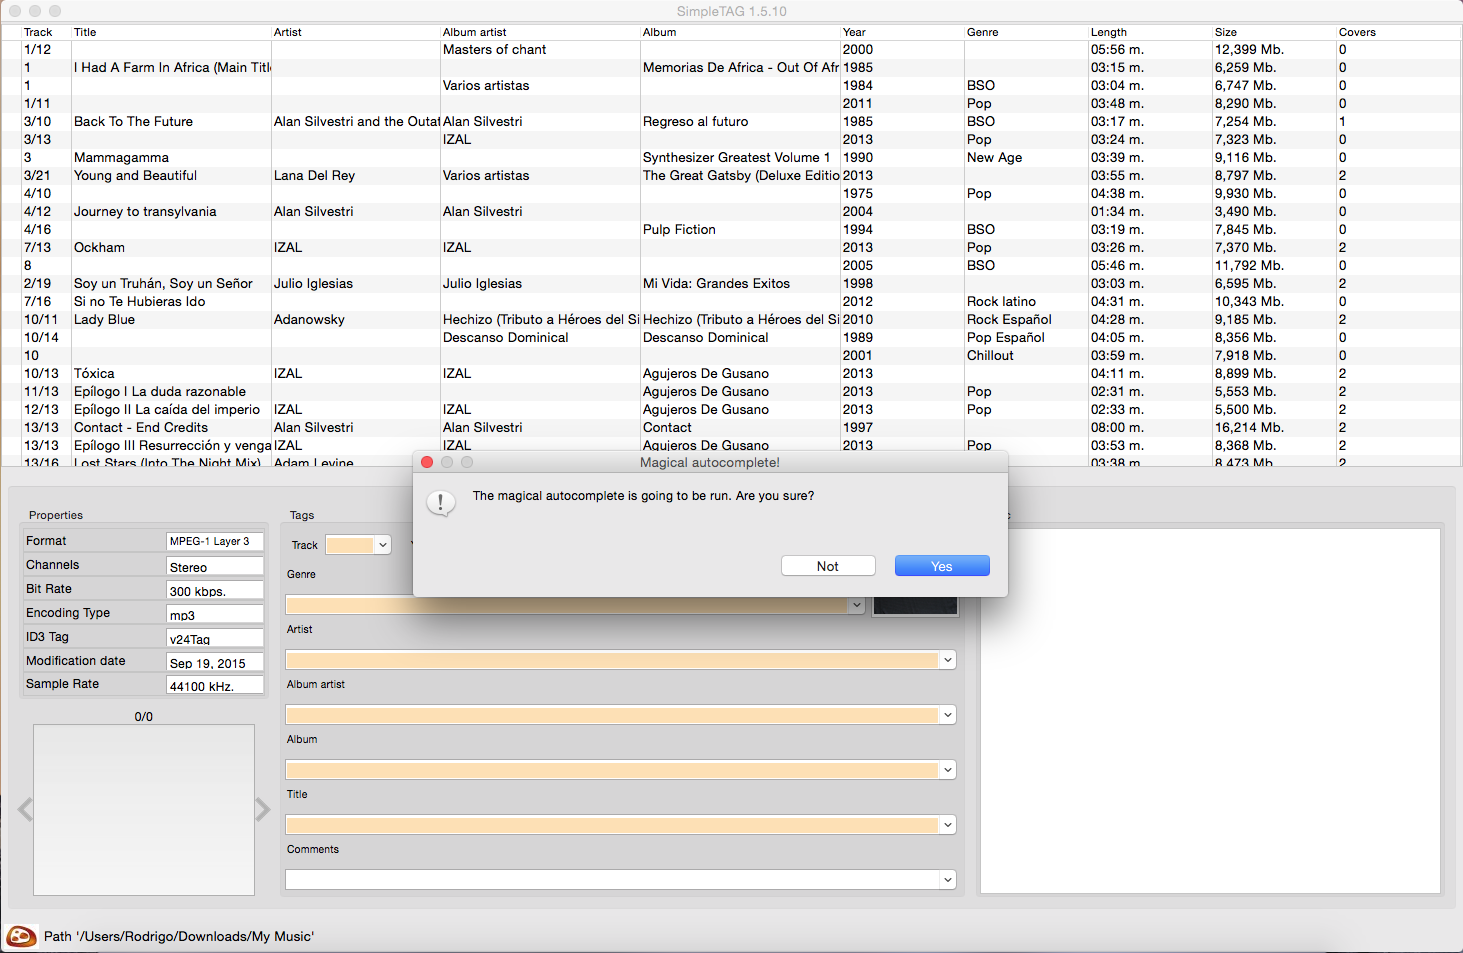 SimpleTAG 1.5.10
Track Title Artist Album artist Album Year Genre Length Size Covers
1/12 Masters of chant 2000 05:56 m. 12,399 Mb. 0
1 I Had A Farm In Africa (Main Title Memorias De Africa - Out Of Afr 1985 03:15 m. 6,259 Mb. 0
1 Varios artistas 1984 BSO 03:04 m. 6,747 Mb. 0
1/11 2011 Pop 03:48 m. 8,290 Mb. 0
3/10 Back To The Future Alan Silvestri and the Outat Alan Silvestri Regreso al futuro 1985 BSO 03:17 m. 7,254 Mb. 1
3/13 IZAL 2013 Pop 03:24 m. 7,323 Mb. 0
3 Mammagamma Synthesizer Greatest Volume 1 1990 New Age 03:39 m. 9,116 Mb. 0
3/21 Young and Beautiful Lana Del Rey Varios artistas The Great Gatsby (Deluxe Editio 2013 03:55 m. 8,797 Mb. 2
4/10 1975 Pop 04:38 m. 9,930 Mb. 0
4/12 Journey to transylvania Alan Silvestri Alan Silvestri 2004 01:34 m. 3,490 Mb. 0
4/16 Pulp Fiction 1994 BSO 03:19 m. 7,845 Mb. 0
7/13 Ockham IZAL IZAL 2013 Pop 03:26 m. 7,370 Mb. 2
8 2005 BSO 05:46 m. 11,792 Mb. 0
2/19 Soy un Truhán, Soy un Señor Julio Iglesias Julio Iglesias Mi Vida: Grandes Exitos 1998 03:03 m. 6,595 Mb. 2
7/16 Si no Te Hubieras Ido 2012 Rock latino 04:31 m. 10,343 Mb. 0
10/11 Lady Blue Adanowsky Hechizo (Tributo a Héroes del Si Hechizo (Tributo a Héroes del Si 2010 Rock Español 04:28 m. 9,185 Mb. 2
10/14 Descanso Dominical Descanso Dominical 1989 Pop Español 04:05 m. 8,356 Mb. 0
10 2001 Chillout 03:59 m. 7,918 Mb. 0
10/13 Tóxica IZAL IZAL Agujeros De Gusano 2013 04:11 m. 8,899 Mb. 2
11/13 Epílogo I La duda razonable Agujeros De Gusano 2013 Pop 02:31 m. 5,553 Mb. 2
12/13 Epílogo II La caída del imperio IZAL IZAL Agujeros De Gusano 2013 Pop 02:33 m. 5,500 Mb. 2
13/13 Contact - End Credits Alan Silvestri Alan Silvestri Contact 1997 08:00 m. 16,214 Mb. 2
13/13 Epílogo III Resurrección y venga IZAL IZAL Agujeros De Gusano 2013 Pop 03:53 m. 8,368 Mb. 2
13/16 Lost Stars (Into The Night Mix) Adam Levine 03:38 m. 8,473 Mb. 2
Magical autocomplete!
The magical autocomplete is going to be run. Are you sure?
Not Yes
Properties
Format MPEG-1 Layer 3
Channels Stereo
Bit Rate 300 kbps.
Encoding Type mp3
ID3 Tag v24Tag
Modification date Sep 19, 2015
Sample Rate 44100 kHz.
0/0
Tags
Track
Genre
Artist
Album artist
Album
Title
Comments
Path '/Users/Rodrigo/Downloads/My Music'